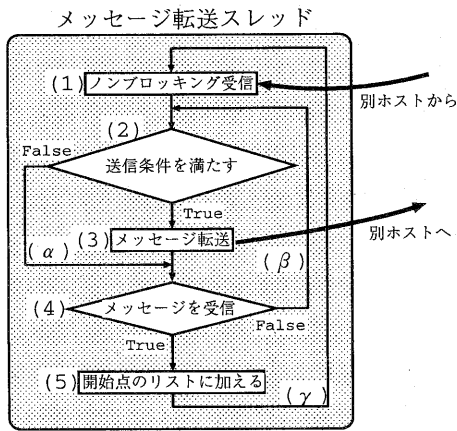 メッセージ転送スレッド
(1)
ノンブロッキング受信
別ホストから
(2)
False
送信条件を満たす
True
(3)
メッセージ転送
別ホストへ
(α)
(β)
(4)
メッセージを受信
False
True
(5)
開始点のリストに加える
(γ)